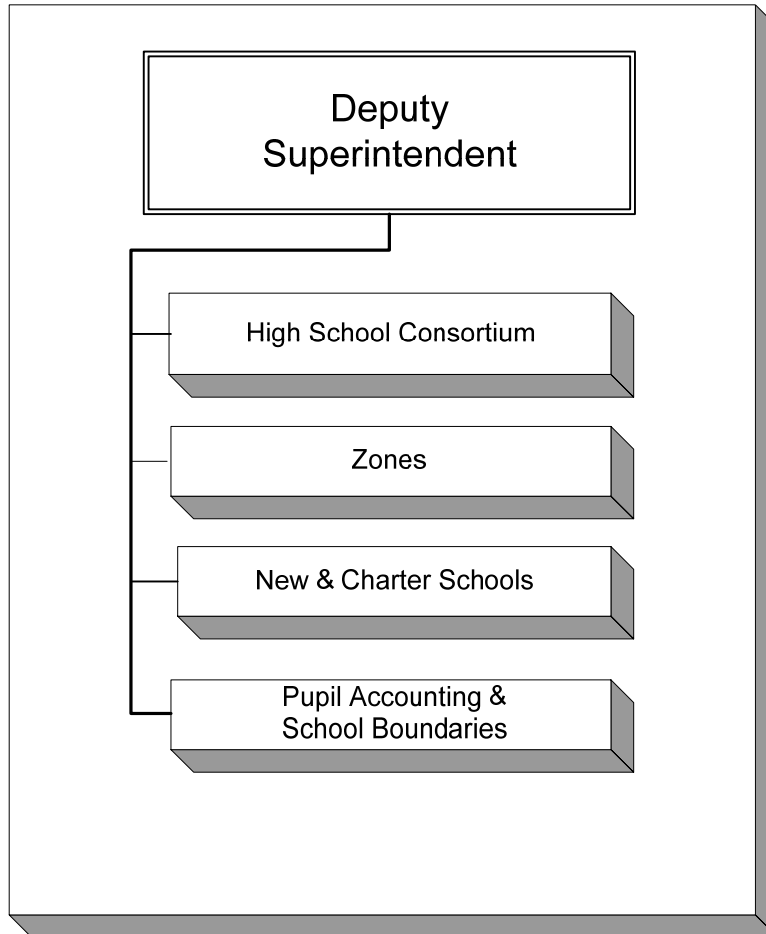 Deputy
Superintendent
High School Consortium
Zones
New & Charter Schools
Pupil Accounting &
School Boundaries